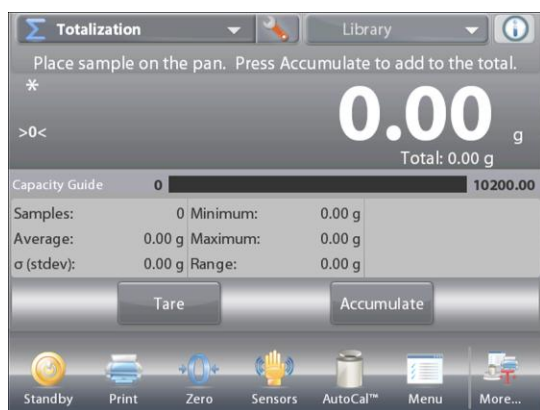 Σ Totalization Library
Place sample on the pan. Press Accumulate to add to the total.
*
>0<
0.00 g
Total: 0.00 g
Capacity Guide 0 10200.00
Samples: 0 Minimum: 0.00 g
Average: 0.00 g Maximum: 0.00 g
σ (stdev): 0.00 g Range: 0.00 g
Tare Accumulate
→0←
Standby Print Zero Sensors AutoCal™ Menu More...